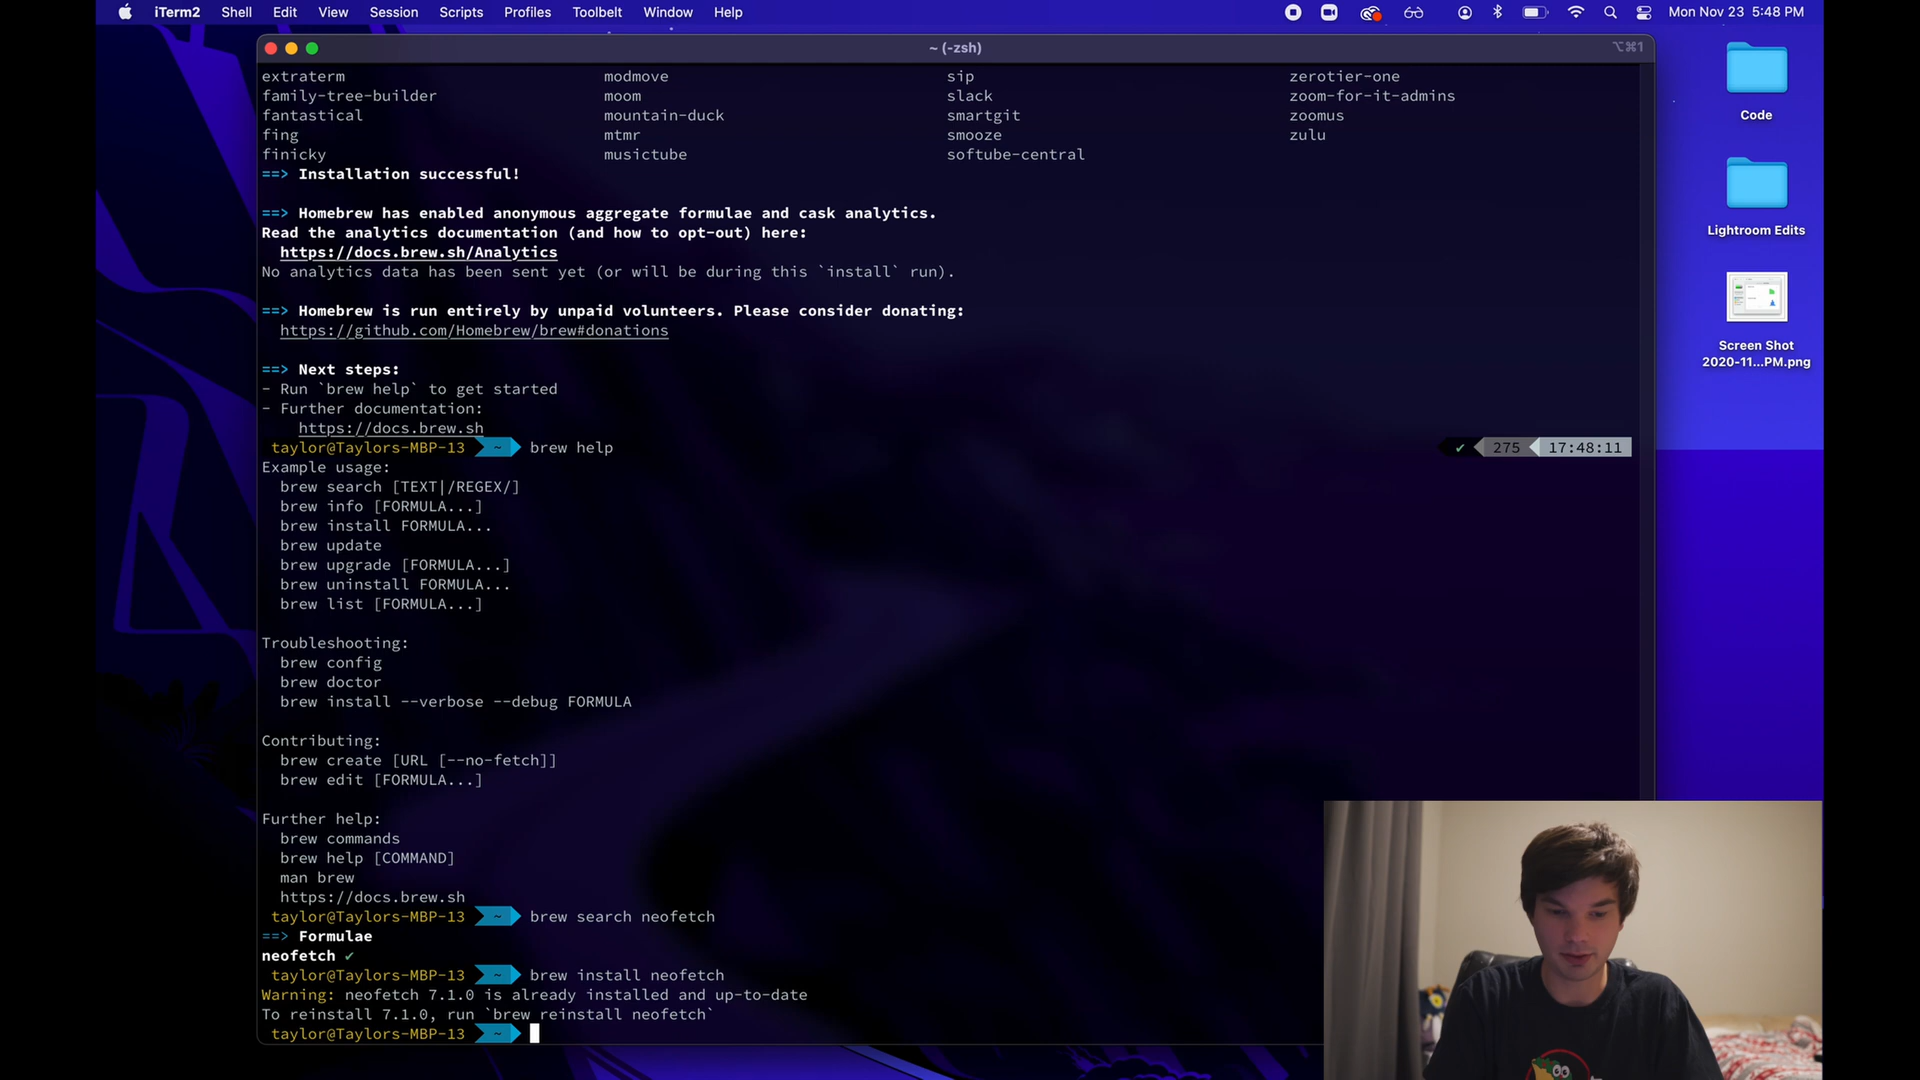 iTerm2 Shell Edit View Session Scripts Profiles Toolbelt Window Help Mon Nov 23 5:48 PM
~ (-zsh) ⌥⌘1
extraterm modmove sip zerotier-one
family-tree-builder moom slack zoom-for-it-admins
fantastical mountain-duck smartgit zoomus
fing mtmr smooze zulu
finicky musictube softube-central
==> Installation successful!
==> Homebrew has enabled anonymous aggregate formulae and cask analytics.
Read the analytics documentation (and how to opt-out) here:
https://docs.brew.sh/Analytics
No analytics data has been sent yet (or will be during this `install` run).
==> Homebrew is run entirely by unpaid volunteers. Please consider donating:
https://github.com/Homebrew/brew#donations
==> Next steps:
- Run `brew help` to get started
- Further documentation:
https://docs.brew.sh
taylor@Taylors-MBP-13 ~ brew help ✔ 275 17:48:11
Example usage:
brew search [TEXT|/REGEX/]
brew info [FORMULA...]
brew install FORMULA...
brew update
brew upgrade [FORMULA...]
brew uninstall FORMULA...
brew list [FORMULA...]
Troubleshooting:
brew config
brew doctor
brew install --verbose --debug FORMULA
Contributing:
brew create [URL [--no-fetch]]
brew edit [FORMULA...]
Further help:
brew commands
brew help [COMMAND]
man brew
https://docs.brew.sh
taylor@Taylors-MBP-13 ~ brew search neofetch
==> Formulae
neofetch ✔
taylor@Taylors-MBP-13 ~ brew install neofetch
Warning: neofetch 7.1.0 is already installed and up-to-date
To reinstall 7.1.0, run `brew reinstall neofetch`
taylor@Taylors-MBP-13 ~
Code
Lightroom Edits
Screen Shot
2020-11...PM.png